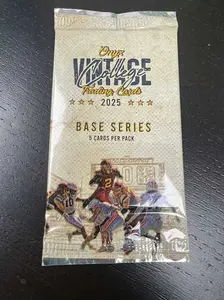 Onyx
VINTAGE
College
Trading Cards
2025
BASE SERIES
5 CARDS PER PACK